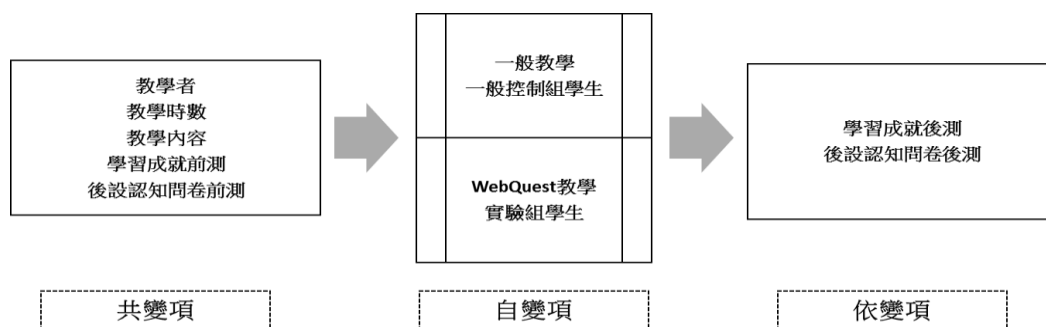 教學者
教學時數
教學內容
學習成就前測
後設認知問卷前測
一般教學
一般控制組學生
WebQuest教學
實驗組學生
學習成就後測
後設認知問卷後測
共變項
自變項
依變項